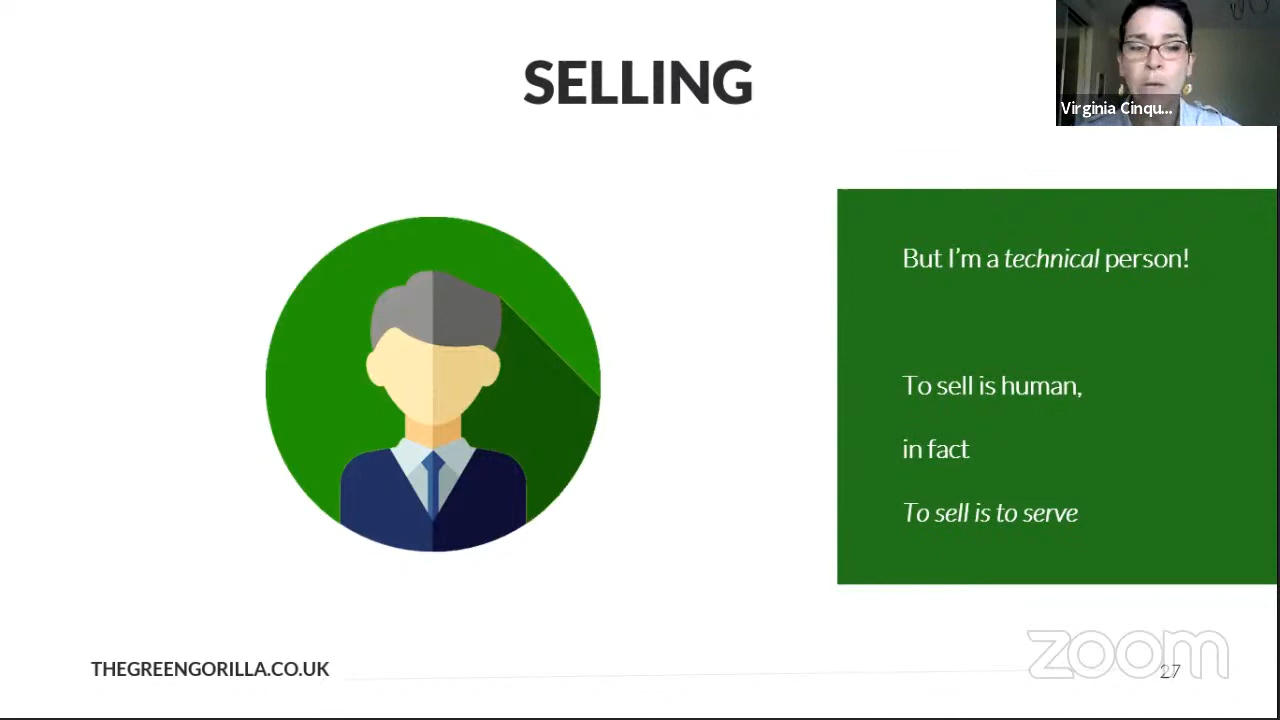 SELLING
Virginia Cinqu...
But I'm a technical person!
To sell is human,
in fact
To sell is to serve
THEGREENGORILLA.CO.UK
zoom
27